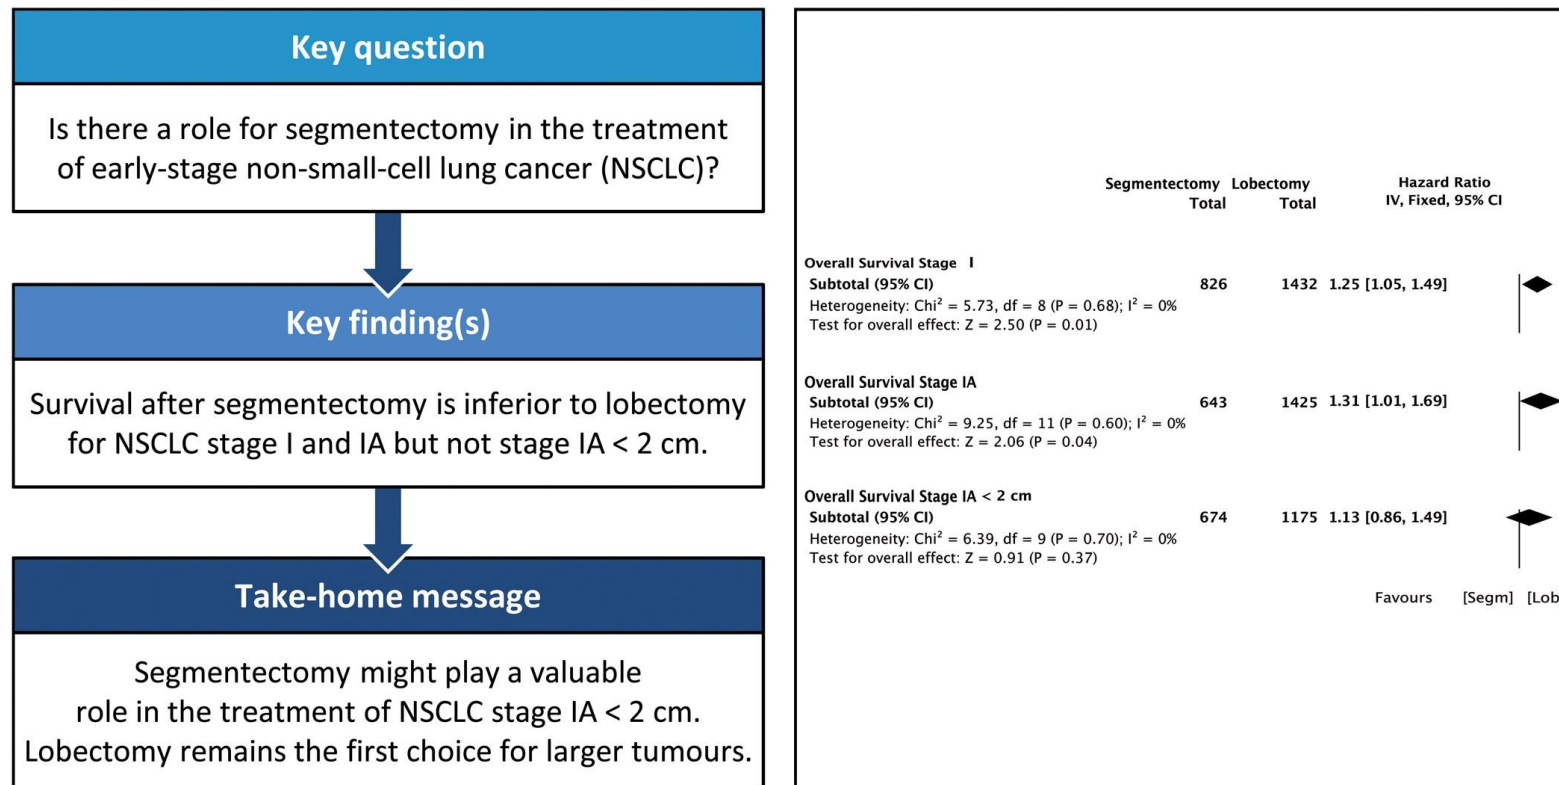 Key question
Is there a role for segmentectomy in the treatment
of early-stage non-small-cell lung cancer (NSCLC)?
Key finding(s)
Survival after segmentectomy is inferior to lobectomy
for NSCLC stage I and IA but not stage IA < 2 cm.
Take-home message
Segmentectomy might play a valuable
role in the treatment of NSCLC stage IA < 2 cm.
Lobectomy remains the first choice for larger tumours.
Segmentectomy Lobectomy Hazard Ratio
Total Total IV, Fixed, 95% CI
Overall Survival Stage I
Subtotal (95% CI) 826 1432 1.25 [1.05, 1.49]
Heterogeneity: Chi² = 5.73, df = 8 (P = 0.68); I² = 0%
Test for overall effect: Z = 2.50 (P = 0.01)
Overall Survival Stage IA
Subtotal (95% CI) 643 1425 1.31 [1.01, 1.69]
Heterogeneity: Chi² = 9.25, df = 11 (P = 0.60); I² = 0%
Test for overall effect: Z = 2.06 (P = 0.04)
Overall Survival Stage IA < 2 cm
Subtotal (95% CI) 674 1175 1.13 [0.86, 1.49]
Heterogeneity: Chi² = 6.39, df = 9 (P = 0.70); I² = 0%
Test for overall effect: Z = 0.91 (P = 0.37)
Favours [Segm] [Lob